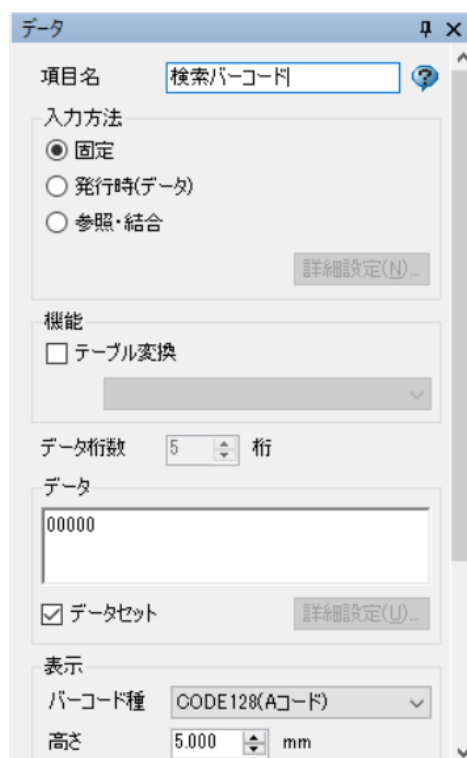 データ
項目名 検索バーコード
入力方法
固定
発行時(データ)
参照・結合
詳細設定(N)...
機能
テーブル変換
データ桁数 5 桁
データ
00000
データセット 詳細設定(U)...
表示
バーコード種 CODE128(Aコード)
高さ 5.000 mm